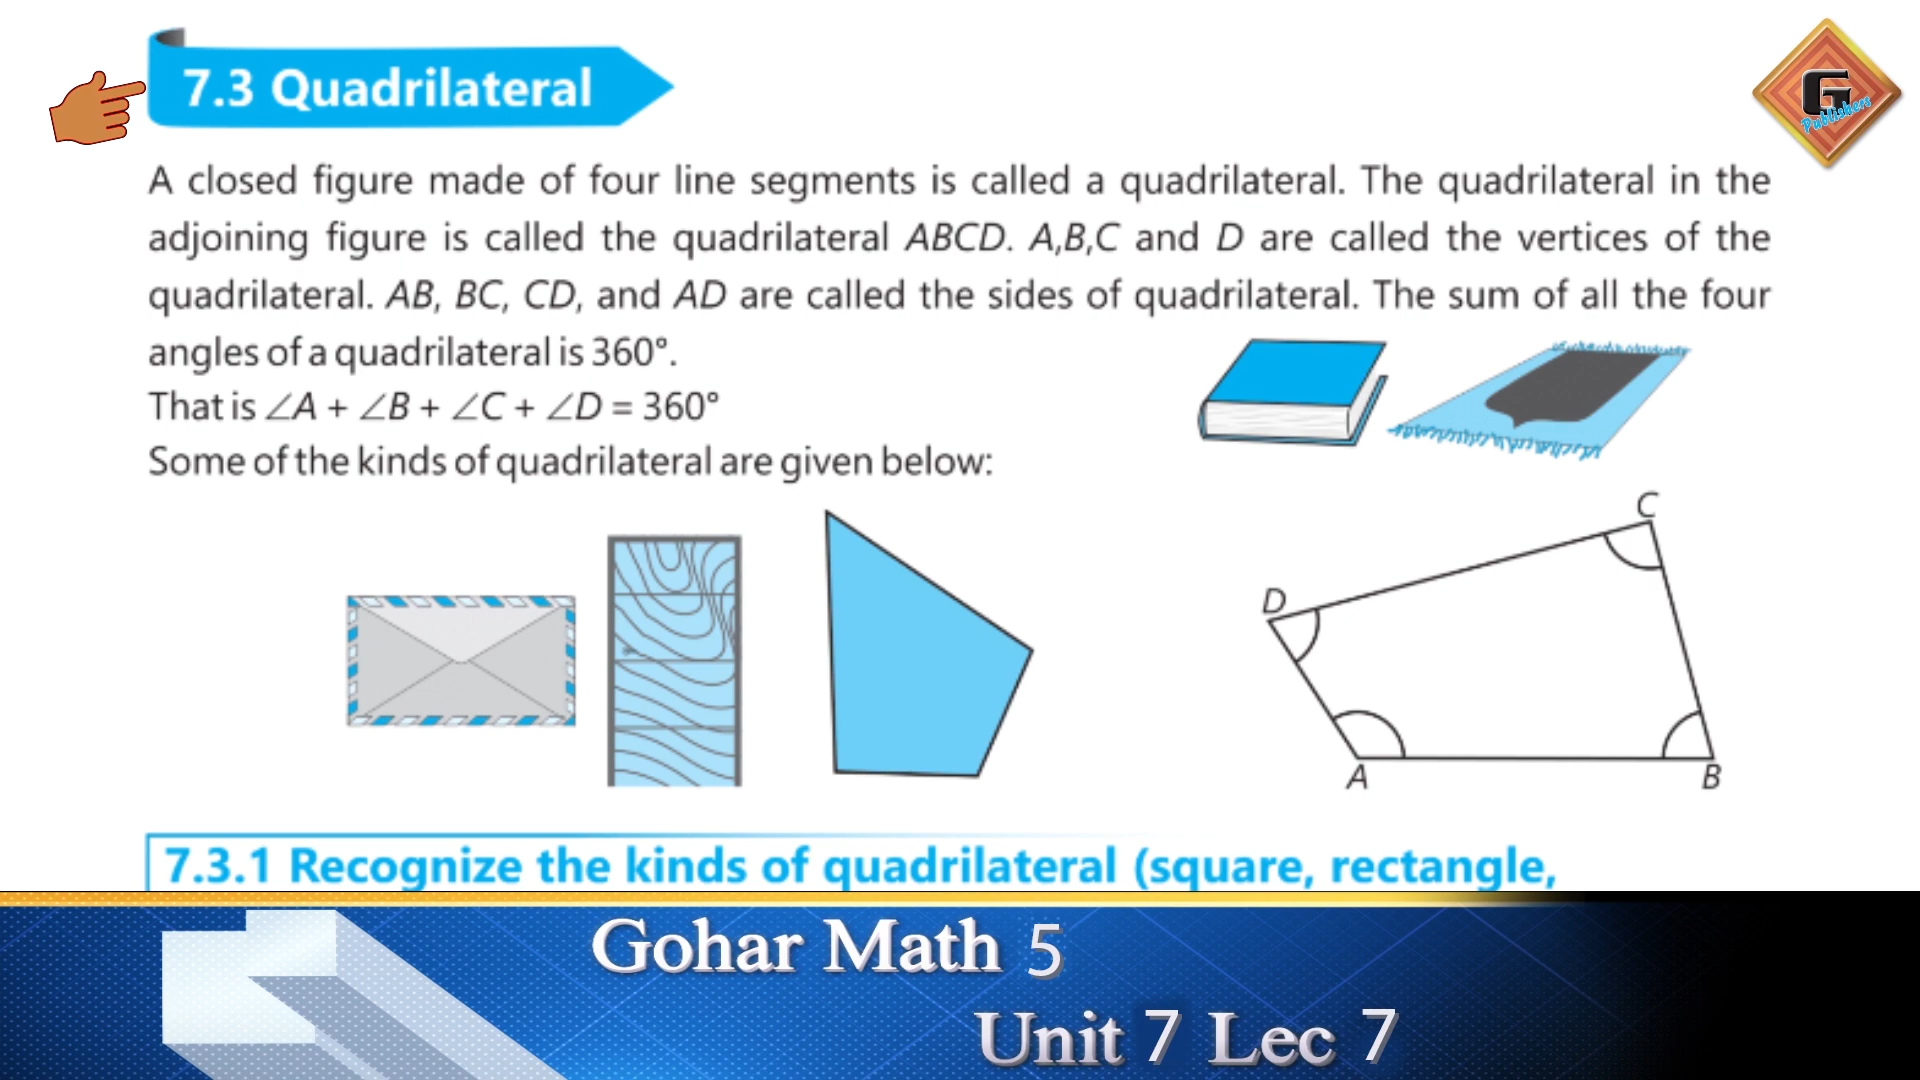 7.3 Quadrilateral
G
Publishers
A closed figure made of four line segments is called a quadrilateral. The quadrilateral in the
adjoining figure is called the quadrilateral ABCD. A,B,C and D are called the vertices of the
quadrilateral. AB, BC, CD, and AD are called the sides of quadrilateral. The sum of all the four
angles of a quadrilateral is 360°.
That is ∠A + ∠B + ∠C + ∠D = 360°
Some of the kinds of quadrilateral are given below:
C
D
A
B
7.3.1 Recognize the kinds of quadrilateral (square, rectangle,
Gohar Math 5
Unit 7 Lec 7